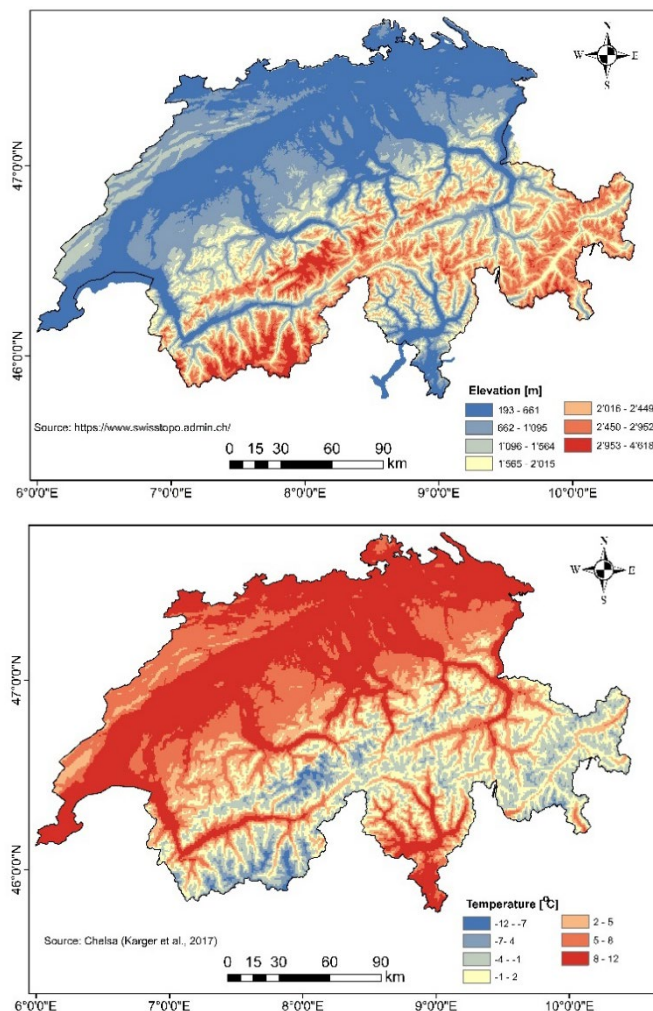 N
W E
S
47°0'0"N
46°0'0"N
Elevation [m]
193 - 661 2'016 - 2'449
662 - 1'095 2'450 - 2'952
1'096 - 1'564 2'953 - 4'618
1'565 - 2'015
Source: https://www.swisstopo.admin.ch/
0 15 30 60 90
km
6°0'0"E 7°0'0"E 8°0'0"E 9°0'0"E 10°0'0"E
N
W E
S
47°0'0"N
46°0'0"N
Temperature [°C]
-12 - -7 2 - 5
-7 - 4 5 - 8
-4 - -1 8 - 12
-1 - 2
Source: Chelsa (Karger et al., 2017)
0 15 30 60 90
km
6°0'0"E 7°0'0"E 8°0'0"E 9°0'0"E 10°0'0"E